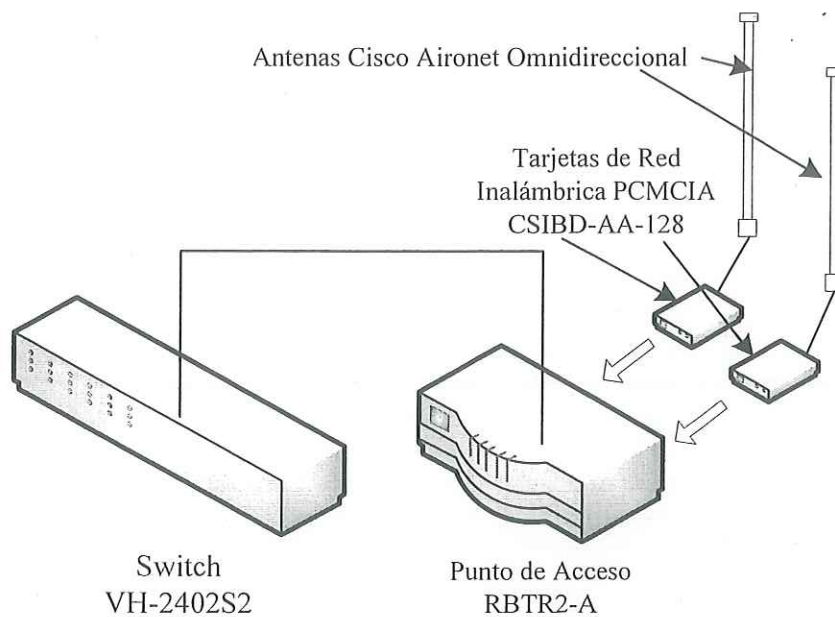 Antenas Cisco Aironet Omnidireccional
Tarjetas de Red
Inalámbrica PCMCIA
CSIBD-AA-128
Switch
VH-2402S2
Punto de Acceso
RBTR2-A